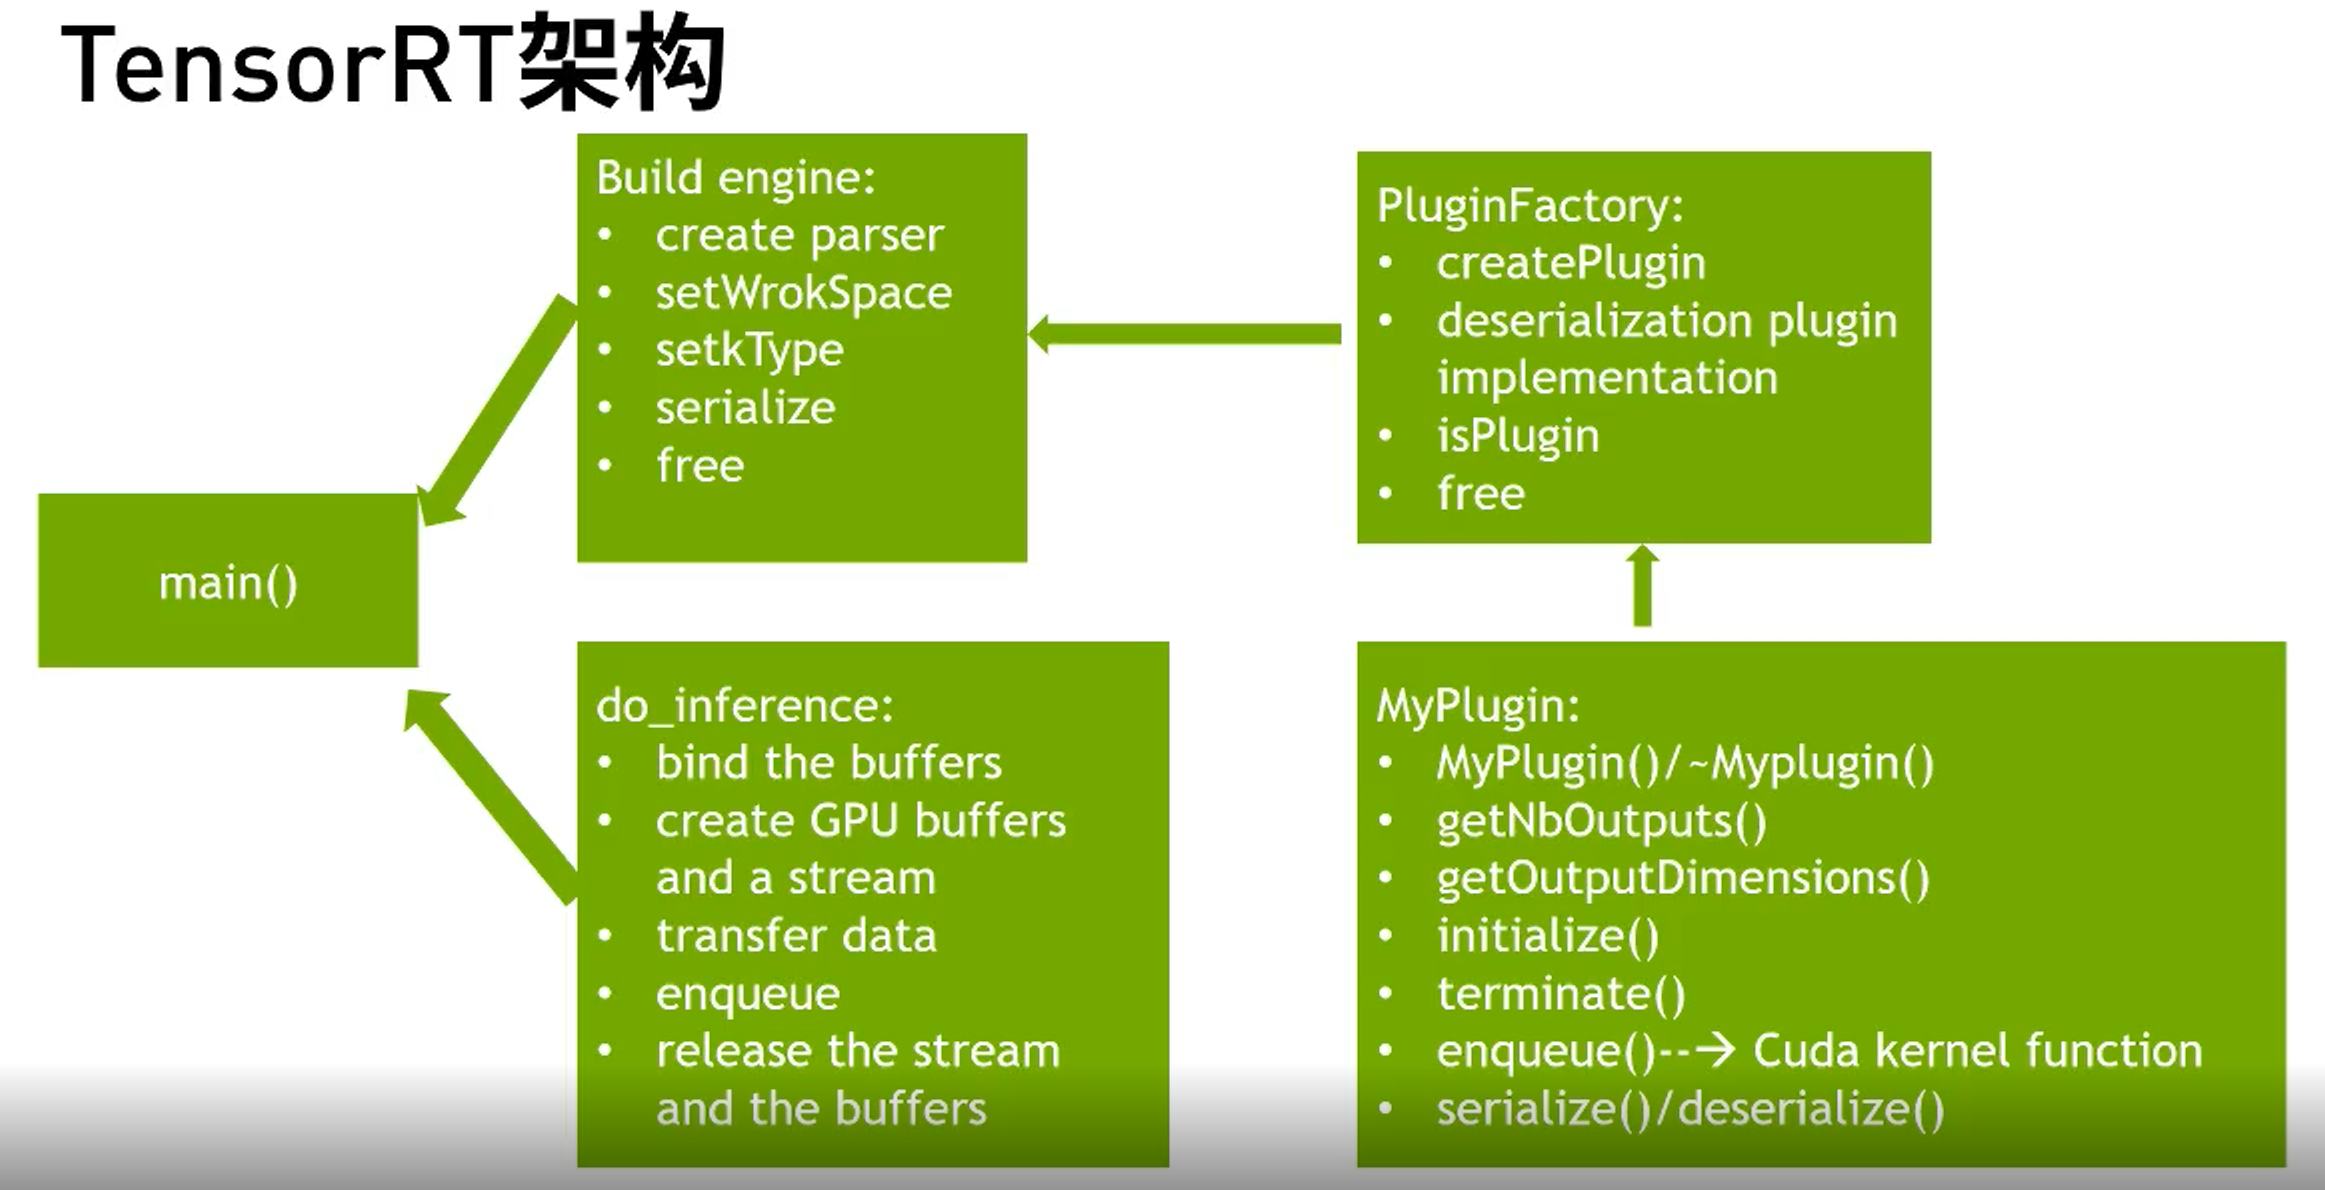 TensorRT架构
Build engine:
• create parser
• setWrokSpace
• setkType
• serialize
• free
PluginFactory:
• createPlugin
• deserialization plugin
implementation
• isPlugin
• free
main()
do_inference:
• bind the buffers
• create GPU buffers
and a stream
• transfer data
• enqueue
• release the stream
and the buffers
MyPlugin:
• MyPlugin()/~Myplugin()
• getNbOutputs()
• getOutputDimensions()
• initialize()
• terminate()
• enqueue()--→ Cuda kernel function
• serialize()/deserialize()